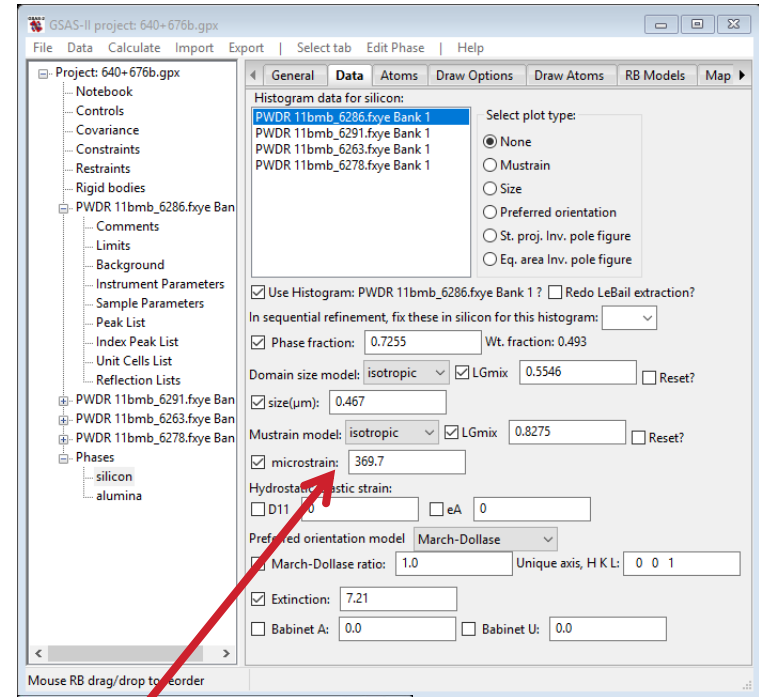 GSAS-II project: 640+676b.gpx
File Data Calculate Import Export | Select tab Edit Phase | Help
Project: 640+676b.gpx
Notebook
Controls
Covariance
Constraints
Restraints
Rigid bodies
PWDR 11bmb_6286.fxye Ban
Comments
Limits
Background
Instrument Parameters
Sample Parameters
Peak List
Index Peak List
Unit Cells List
Reflection Lists
PWDR 11bmb_6291.fxye Ban
PWDR 11bmb_6263.fxye Ban
PWDR 11bmb_6278.fxye Ban
Phases
silicon
alumina
General Data Atoms Draw Options Draw Atoms RB Models Map
Histogram data for silicon:
PWDR 11bmb_6286.fxye Bank 1
PWDR 11bmb_6291.fxye Bank 1
PWDR 11bmb_6263.fxye Bank 1
PWDR 11bmb_6278.fxye Bank 1
Select plot type:
None
Mustrain
Size
Preferred orientation
St. proj. Inv. pole figure
Eq. area Inv. pole figure
Use Histogram: PWDR 11bmb_6286.fxye Bank 1 ? Redo LeBail extraction?
In sequential refinement, fix these in silicon for this histogram:
Phase fraction: 0.7255 Wt. fraction: 0.493
Domain size model: isotropic LGmix 0.5546 Reset?
size(μm): 0.467
Mustrain model: isotropic LGmix 0.8275 Reset?
microstrain: 369.7
Hydrostatic elastic strain:
D11 0 eA 0
Preferred orientation model March-Dollase
March-Dollase ratio: 1.0 Unique axis, H K L: 0 0 1
Extinction: 7.21
Babinet A: 0.0 Babinet U: 0.0
Mouse RB drag/drop to reorder